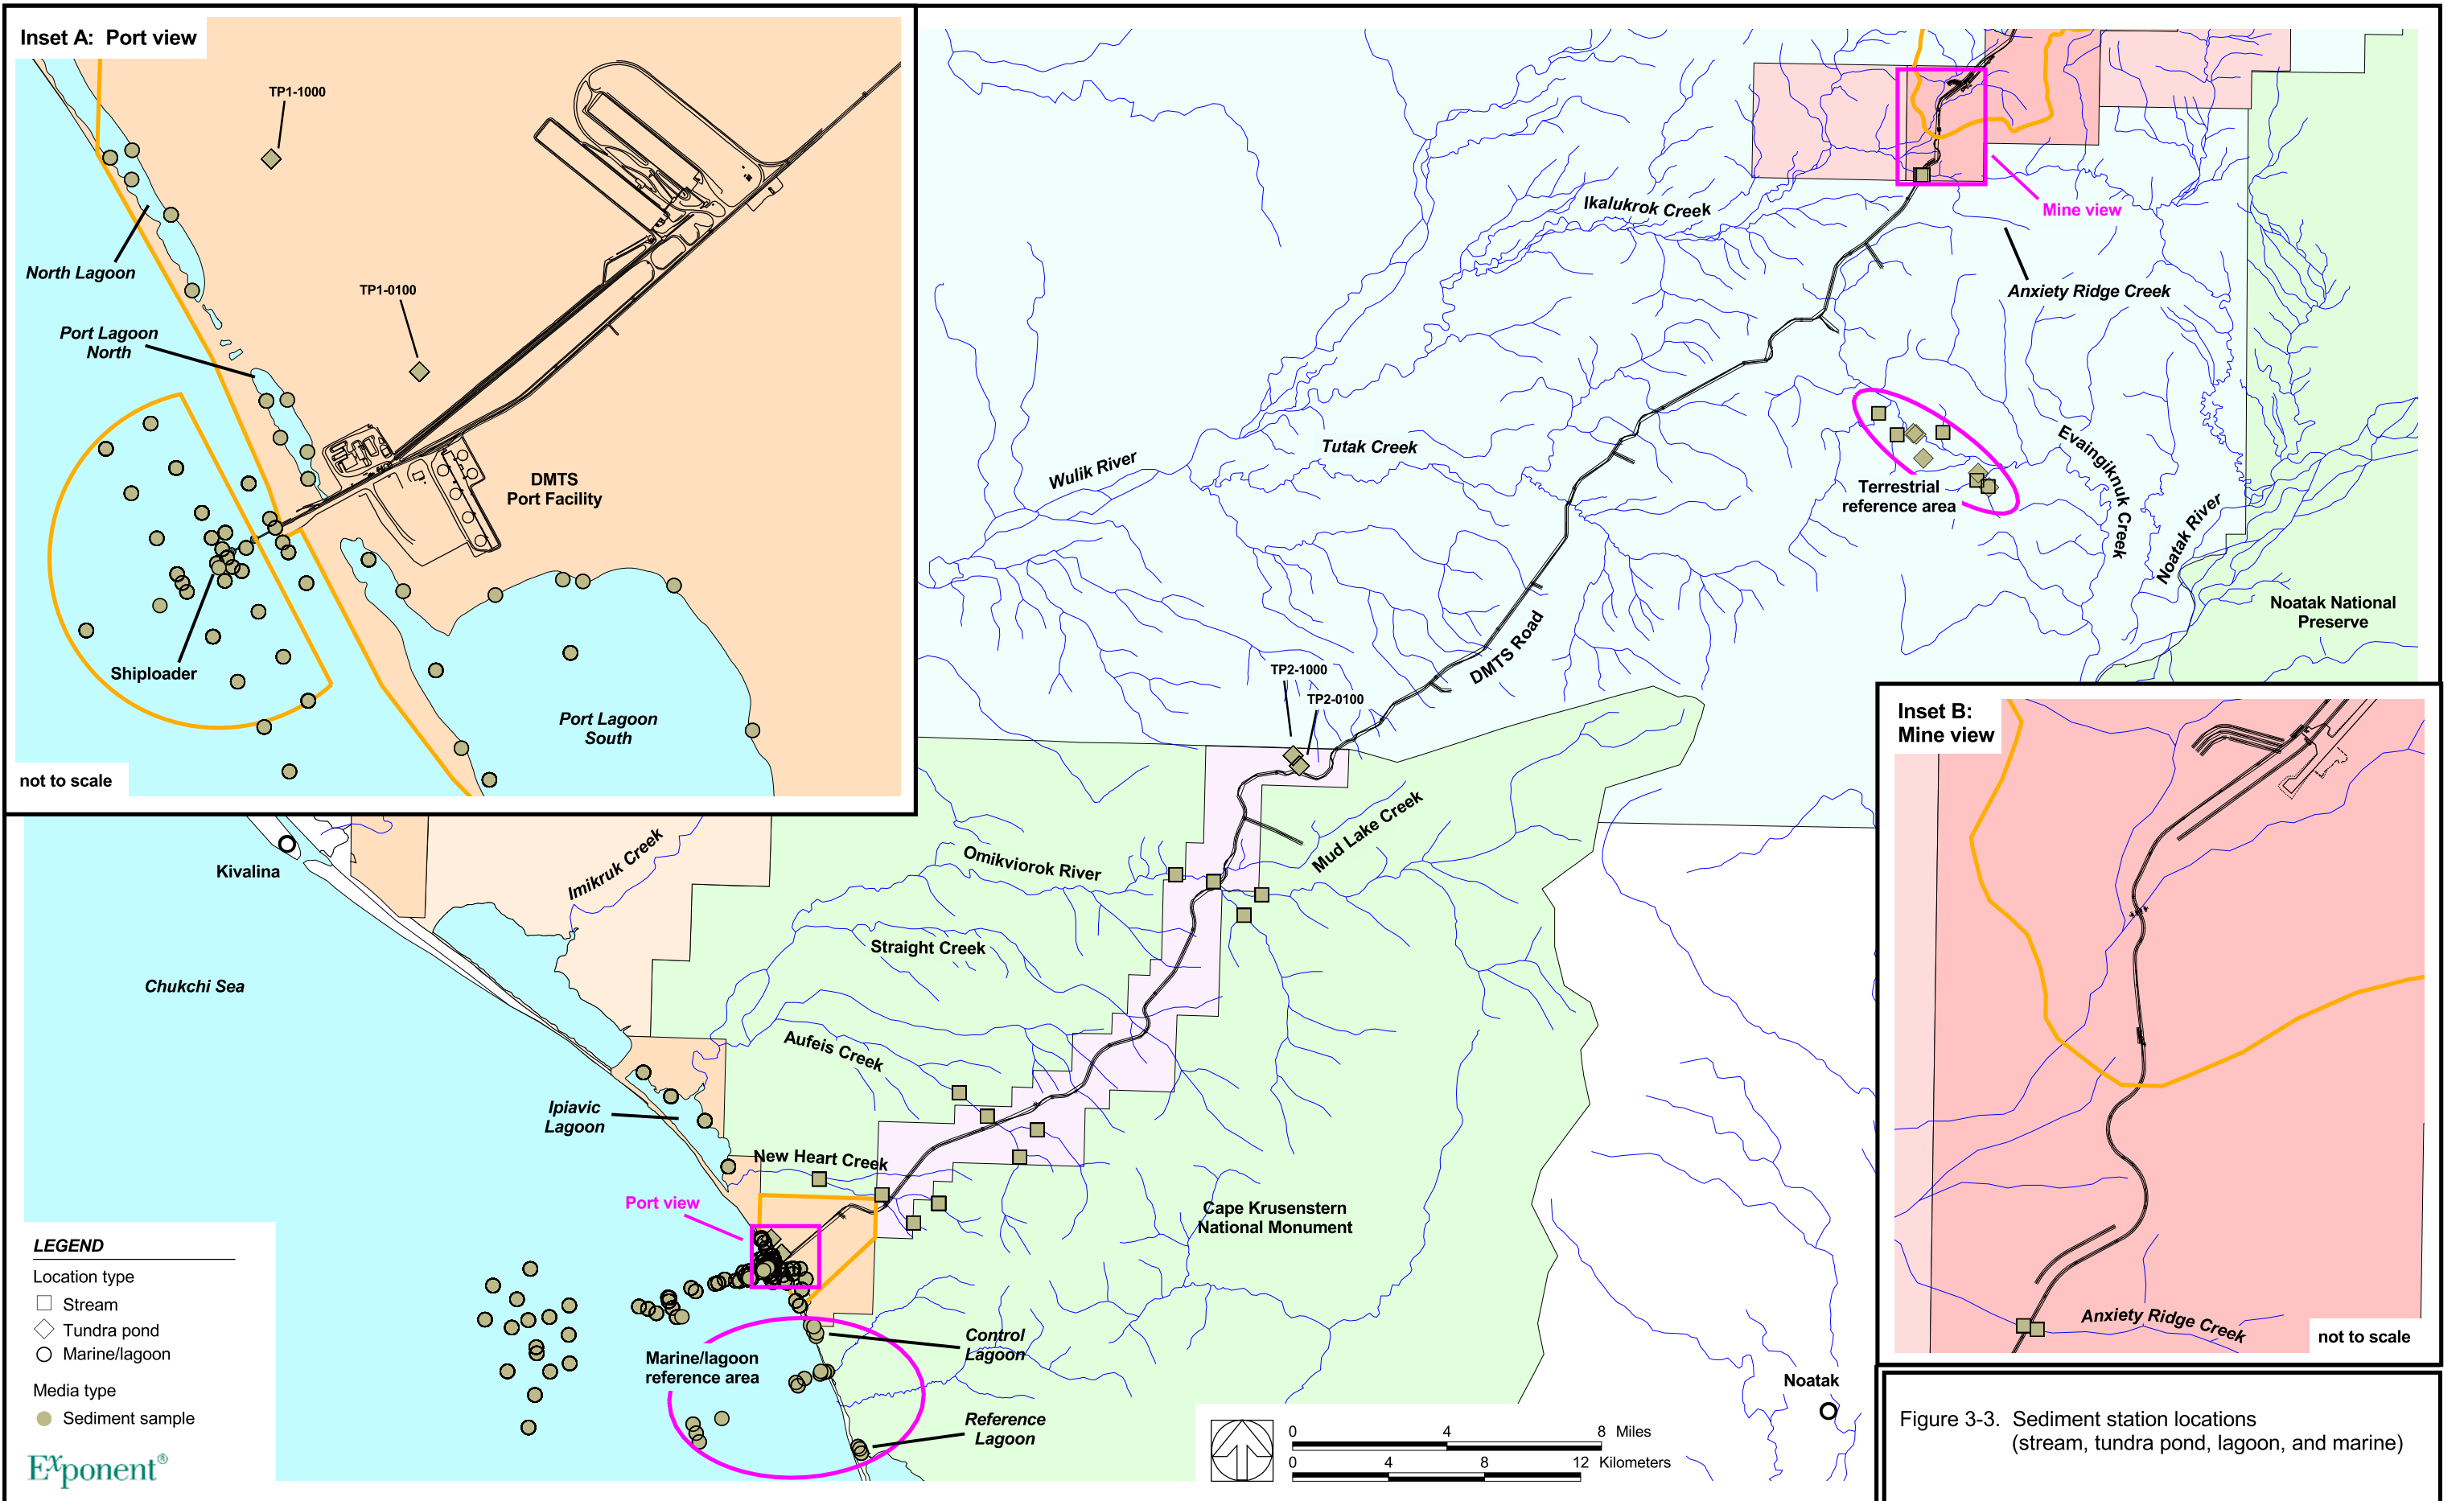 Inset A:  Port view
TP1-1000
TP1-0100
North Lagoon
Port Lagoon
North
DMTS
Port Facility
Shiploader
Port Lagoon
South
not to scale
Ikalukrok Creek
Mine view
Anxiety Ridge Creek
Wulik River
Tutak Creek
Terrestrial
reference area
Evaingiknuk Creek
Noatak River
Noatak National
Preserve
DMTS Road
TP2-1000
TP2-0100
Inset B:
Mine view
Anxiety Ridge Creek
not to scale
Kivalina
Imikruk Creek
Omikviorok River
Mud Lake Creek
Straight Creek
Chukchi Sea
Aufeis Creek
Ipiavic
Lagoon
New Heart Creek
Port view
Cape Krusenstern
National Monument
Control
Lagoon
Marine/lagoon
reference area
Reference
Lagoon
Noatak
LEGEND
Location type
Stream
Tundra pond
Marine/lagoon
Media type
Sediment sample
Exponent®
0 4 8 Miles
0 4 8 12 Kilometers
Figure 3-3.  Sediment station locations
(stream, tundra pond, lagoon, and marine)